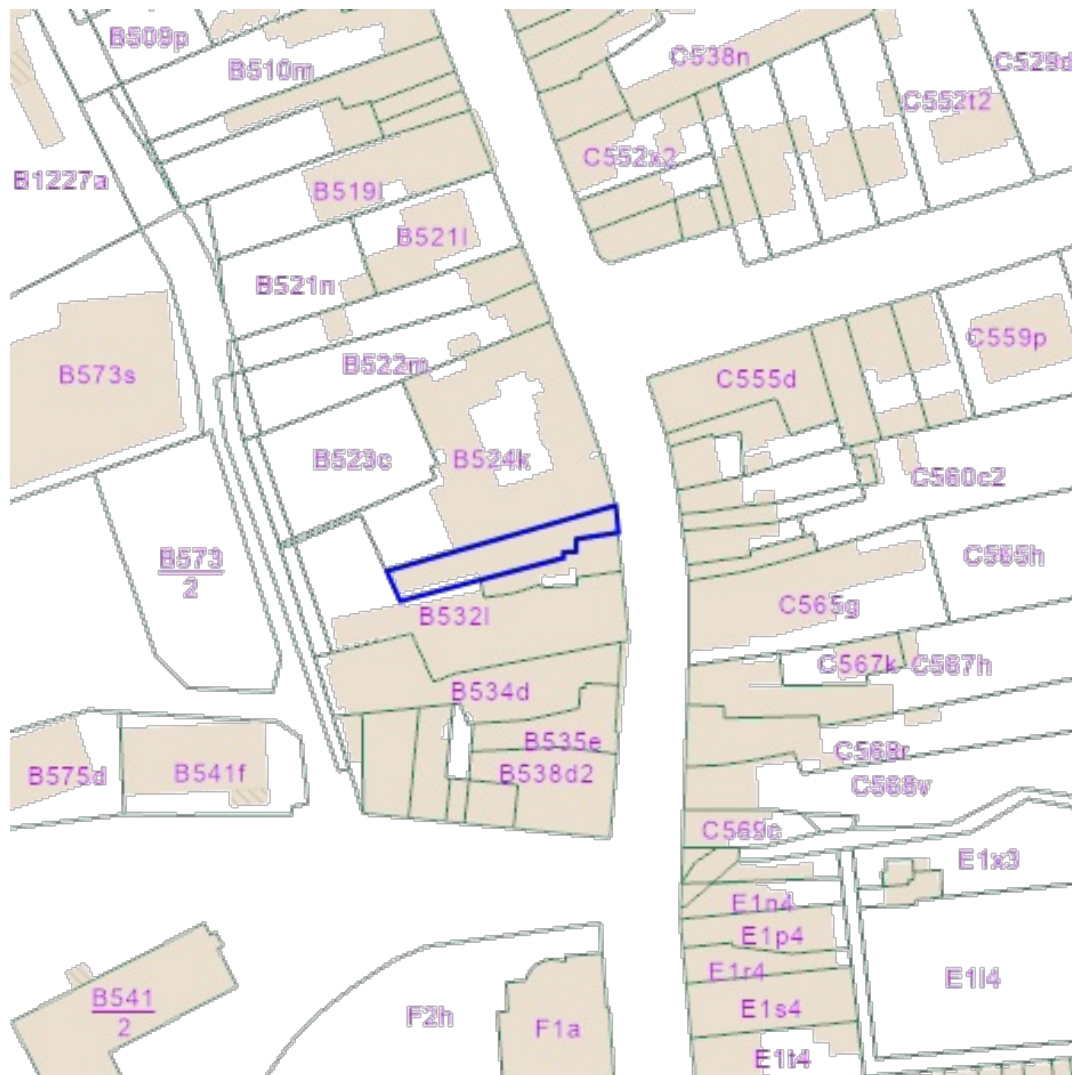 B509p
C538n
C529d
B510m
C552t2
C552x2
B1227a
B519l
B521l
B521n
C559p
B522m
B573s
C555d
B523c
B524k
C560c2
B573
2
C565h
C565g
B532l
C567k
C567h
B534d
B535e
C568r
B575d
B541f
B538d2
C568v
C569c
E1x3
E1n4
E1p4
E1r4
E1l4
B541
2
E1s4
F2h
F1a
E1t4